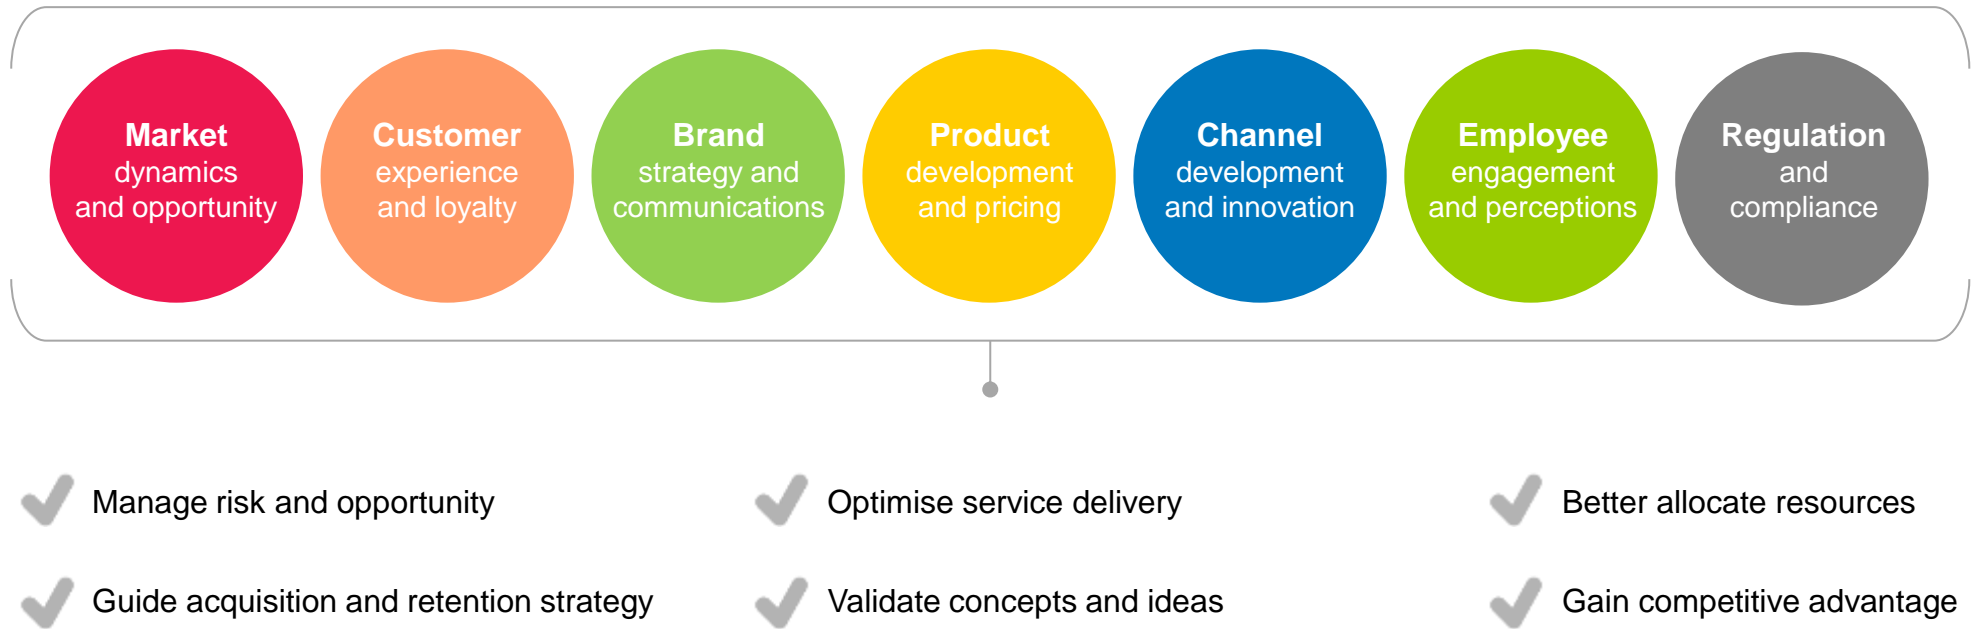 Market
dynamics
and opportunity
Customer
experience
and loyalty
Brand
strategy and
communications
Product
development
and pricing
Channel
development
and innovation
Employee
engagement
and perceptions
Regulation
and
compliance
Manage risk and opportunity
Optimise service delivery
Better allocate resources
Guide acquisition and retention strategy
Validate concepts and ideas
Gain competitive advantage